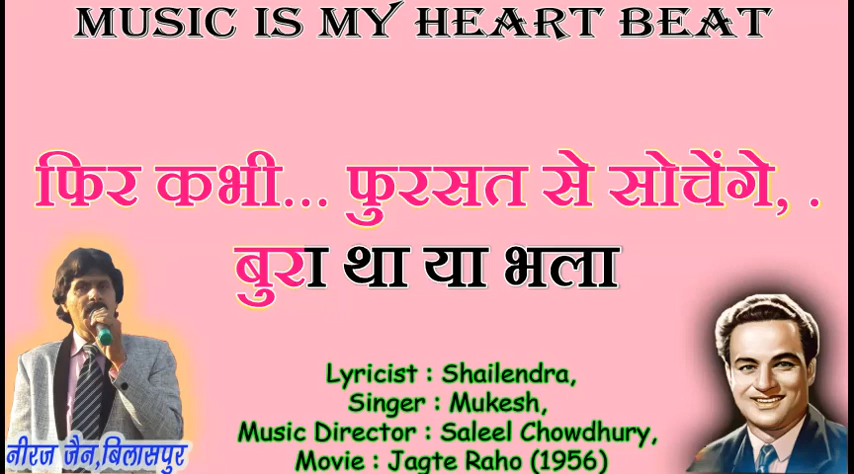 MUSIC IS MY HEART BEAT
फिर कभी... फुरसत से सोचेंगे, .
बुरा था या भला
Lyricist : Shailendra,
Singer : Mukesh,
Music Director : Saleel Chowdhury,
Movie : Jagte Raho (1956)
नीरज जैन,बिलासपुर